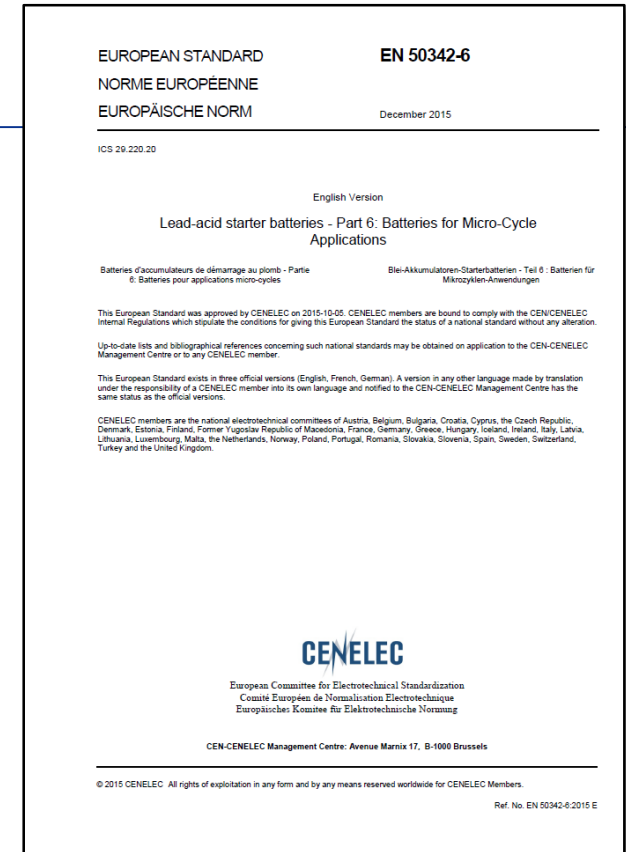 EUROPEAN STANDARD
EN 50342-6
NORME EUROPÉENNE
EUROPÄISCHE NORM
December 2015
ICS 29.220.20
English Version
Lead-acid starter batteries - Part 6: Batteries for Micro-Cycle
Applications
Batteries d'accumulateurs de démarrage au plomb - Partie
6: Batteries pour applications micro-cycles
Blei-Akkumulatoren-Starterbatterien - Teil 6 : Batterien für
Mikrozyklen-Anwendungen
This European Standard was approved by CENELEC on 2015-10-05. CENELEC members are bound to comply with the CEN/CENELEC
Internal Regulations which stipulate the conditions for giving this European Standard the status of a national standard without any alteration.
Up-to-date lists and bibliographical references concerning such national standards may be obtained on application to the CEN-CENELEC
Management Centre or to any CENELEC member.
This European Standard exists in three official versions (English, French, German). A version in any other language made by translation
under the responsibility of a CENELEC member into its own language and notified to the CEN-CENELEC Management Centre has the
same status as the official versions.
CENELEC members are the national electrotechnical committees of Austria, Belgium, Bulgaria, Croatia, Cyprus, the Czech Republic,
Denmark, Estonia, Finland, Former Yugoslav Republic of Macedonia, France, Germany, Greece, Hungary, Iceland, Ireland, Italy, Latvia,
Lithuania, Luxembourg, Malta, the Netherlands, Norway, Poland, Portugal, Romania, Slovakia, Slovenia, Spain, Sweden, Switzerland,
Turkey and the United Kingdom.
CENELEC
European Committee for Electrotechnical Standardization
Comité Européen de Normalisation Electrotechnique
Europäisches Komitee für Elektrotechnische Normung
CEN-CENELEC Management Centre: Avenue Marnix 17, B-1000 Brussels
© 2015 CENELEC All rights of exploitation in any form and by any means reserved worldwide for CENELEC Members.
Ref. No. EN 50342-6:2015 E